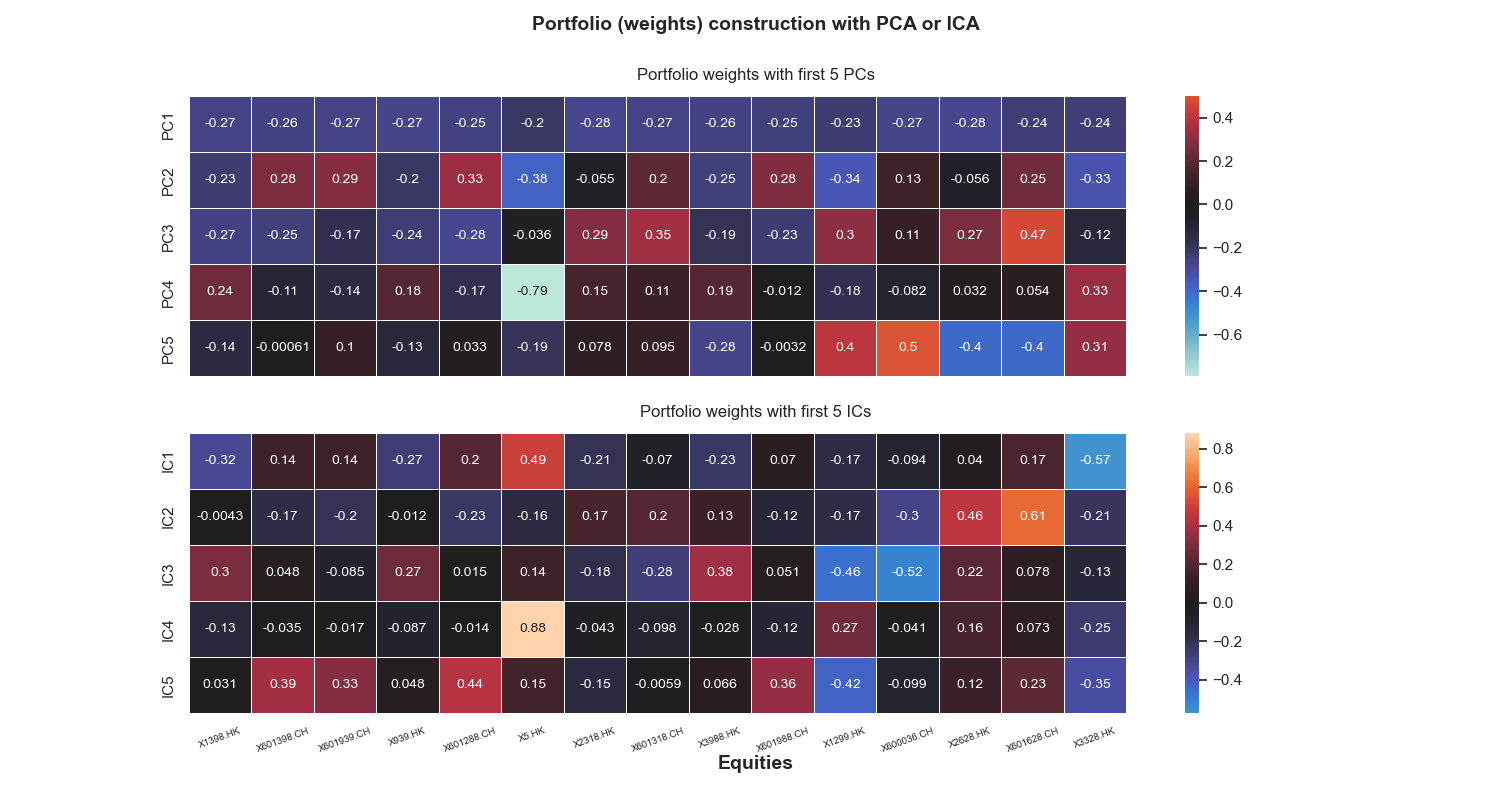 Portfolio (weights) construction with PCA or ICA
Portfolio weights with first 5 PCs
PC1 -0.27 -0.26 -0.27 -0.27 -0.25 -0.2 -0.28 -0.27 -0.26 -0.25 -0.23 -0.27 -0.28 -0.24 -0.24
PC2 -0.23 0.28 0.29 -0.2 0.33 -0.38 -0.055 0.2 -0.25 0.28 -0.34 0.13 -0.056 0.25 -0.33
PC3 -0.27 -0.25 -0.17 -0.24 -0.28 -0.036 0.29 0.35 -0.19 -0.23 0.3 0.11 0.27 0.47 -0.12
PC4 0.24 -0.11 -0.14 0.18 -0.17 -0.79 0.15 0.11 0.19 -0.012 -0.18 -0.082 0.032 0.054 0.33
PC5 -0.14 -0.00061 0.1 -0.13 0.033 -0.19 0.078 0.095 -0.28 -0.0032 0.4 0.5 -0.4 -0.4 0.31
0.4
0.2
0.0
−0.2
−0.4
−0.6
Portfolio weights with first 5 ICs
IC1 -0.32 0.14 0.14 -0.27 0.2 0.49 -0.21 -0.07 -0.23 0.07 -0.17 -0.094 0.04 0.17 -0.57
IC2 -0.0043 -0.17 -0.2 -0.012 -0.23 -0.16 0.17 0.2 0.13 -0.12 -0.17 -0.3 0.46 0.61 -0.21
IC3 0.3 0.048 -0.085 0.27 0.015 0.14 -0.18 -0.28 0.38 0.051 -0.46 -0.52 0.22 0.078 -0.13
IC4 -0.13 -0.035 -0.017 -0.087 -0.014 0.88 -0.043 -0.098 -0.028 -0.12 0.27 -0.041 0.16 0.073 -0.25
IC5 0.031 0.39 0.33 0.048 0.44 0.15 -0.15 -0.0059 0.066 0.36 -0.42 -0.099 0.12 0.23 -0.35
0.8
0.6
0.4
0.2
0.0
−0.2
−0.4
X1398.HK X601398.CH X601939.CH X939.HK X601288.CH X5.HK X2318.HK X601318.CH X3988.HK X601988.CH X1299.HK X600036.CH X2628.HK X601628.CH X3328.HK
Equities